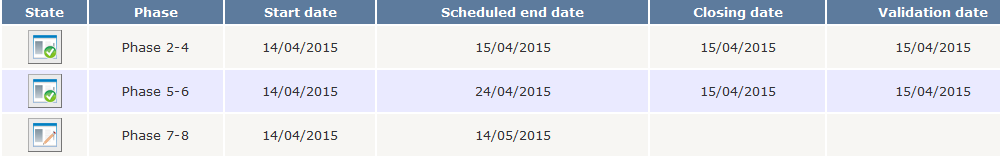 State Phase Start date Scheduled end date Closing date Validation date
Phase 2-4 14/04/2015 15/04/2015 15/04/2015 15/04/2015
Phase 5-6 14/04/2015 24/04/2015 15/04/2015 15/04/2015
Phase 7-8 14/04/2015 14/05/2015